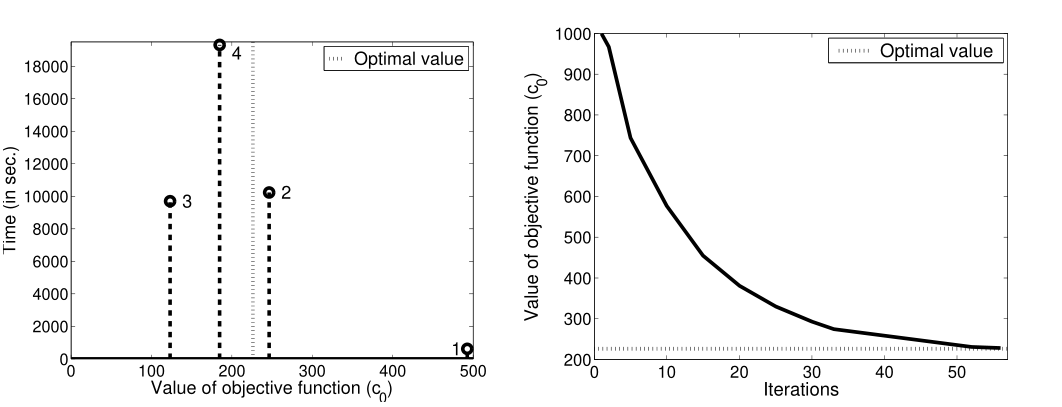 Optimal value
18000
16000
14000
12000
10000
8000
6000
4000
2000
0
Time (in sec.)
4
3
2
1
0 100 200 300 400 500
Value of objective function (c0)
Optimal value
1000
900
800
700
600
500
400
300
200
Value of objective function (c0)
0 10 20 30 40 50
Iterations